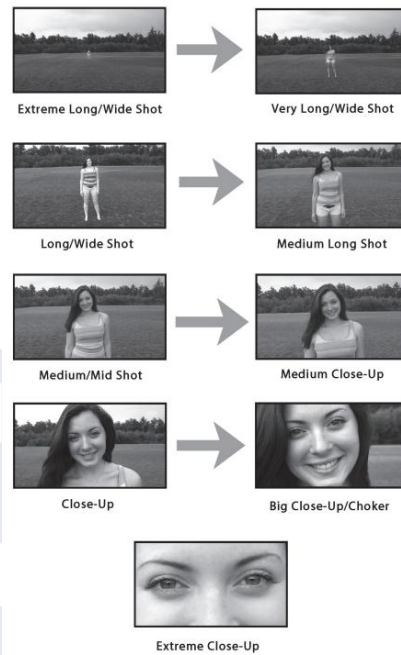 Extreme Long/Wide Shot
Very Long/Wide Shot
Long/Wide Shot
Medium Long Shot
Medium/Mid Shot
Medium Close-Up
Close-Up
Big Close-Up/Choker
Extreme Close-Up